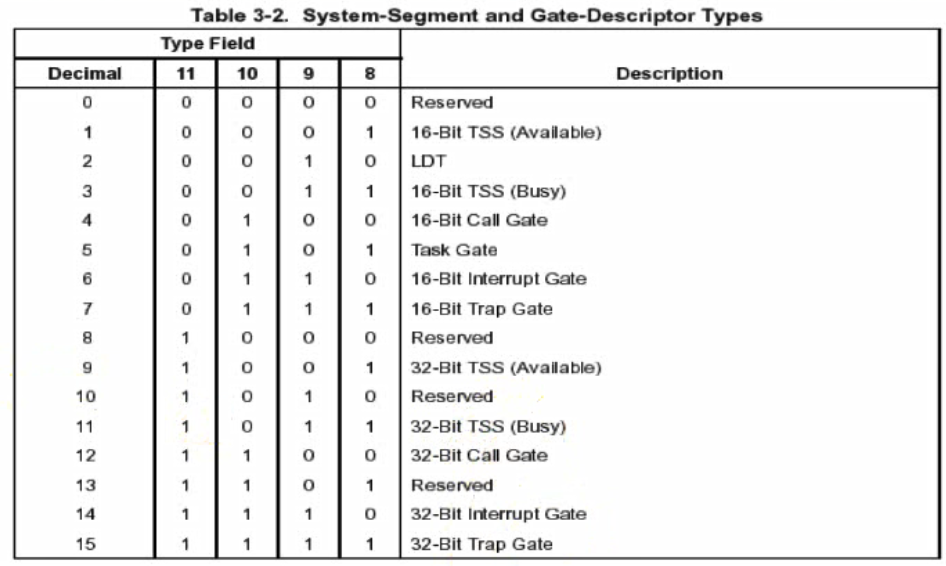 Table 3-2. System-Segment and Gate-Descriptor Types
Type Field
Decimal 11 10 9 8 Description
0 0 0 0 0 Reserved
1 0 0 0 1 16-Bit TSS (Available)
2 0 0 1 0 LDT
3 0 0 1 1 16-Bit TSS (Busy)
4 0 1 0 0 16-Bit Call Gate
5 0 1 0 1 Task Gate
6 0 1 1 0 16-Bit Interrupt Gate
7 0 1 1 1 16-Bit Trap Gate
8 1 0 0 0 Reserved
9 1 0 0 1 32-Bit TSS (Available)
10 1 0 1 0 Reserved
11 1 0 1 1 32-Bit TSS (Busy)
12 1 1 0 0 32-Bit Call Gate
13 1 1 0 1 Reserved
14 1 1 1 0 32-Bit Interrupt Gate
15 1 1 1 1 32-Bit Trap Gate